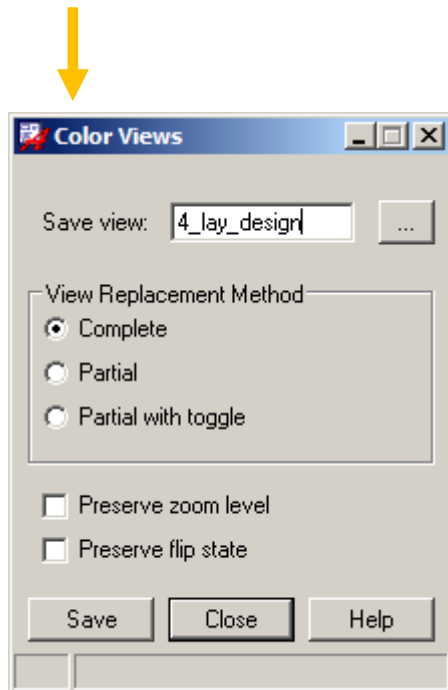 Color Views
Save view: 4_lay_design ...
View Replacement Method
Complete
Partial
Partial with toggle
Preserve zoom level
Preserve flip state
Save Close Help